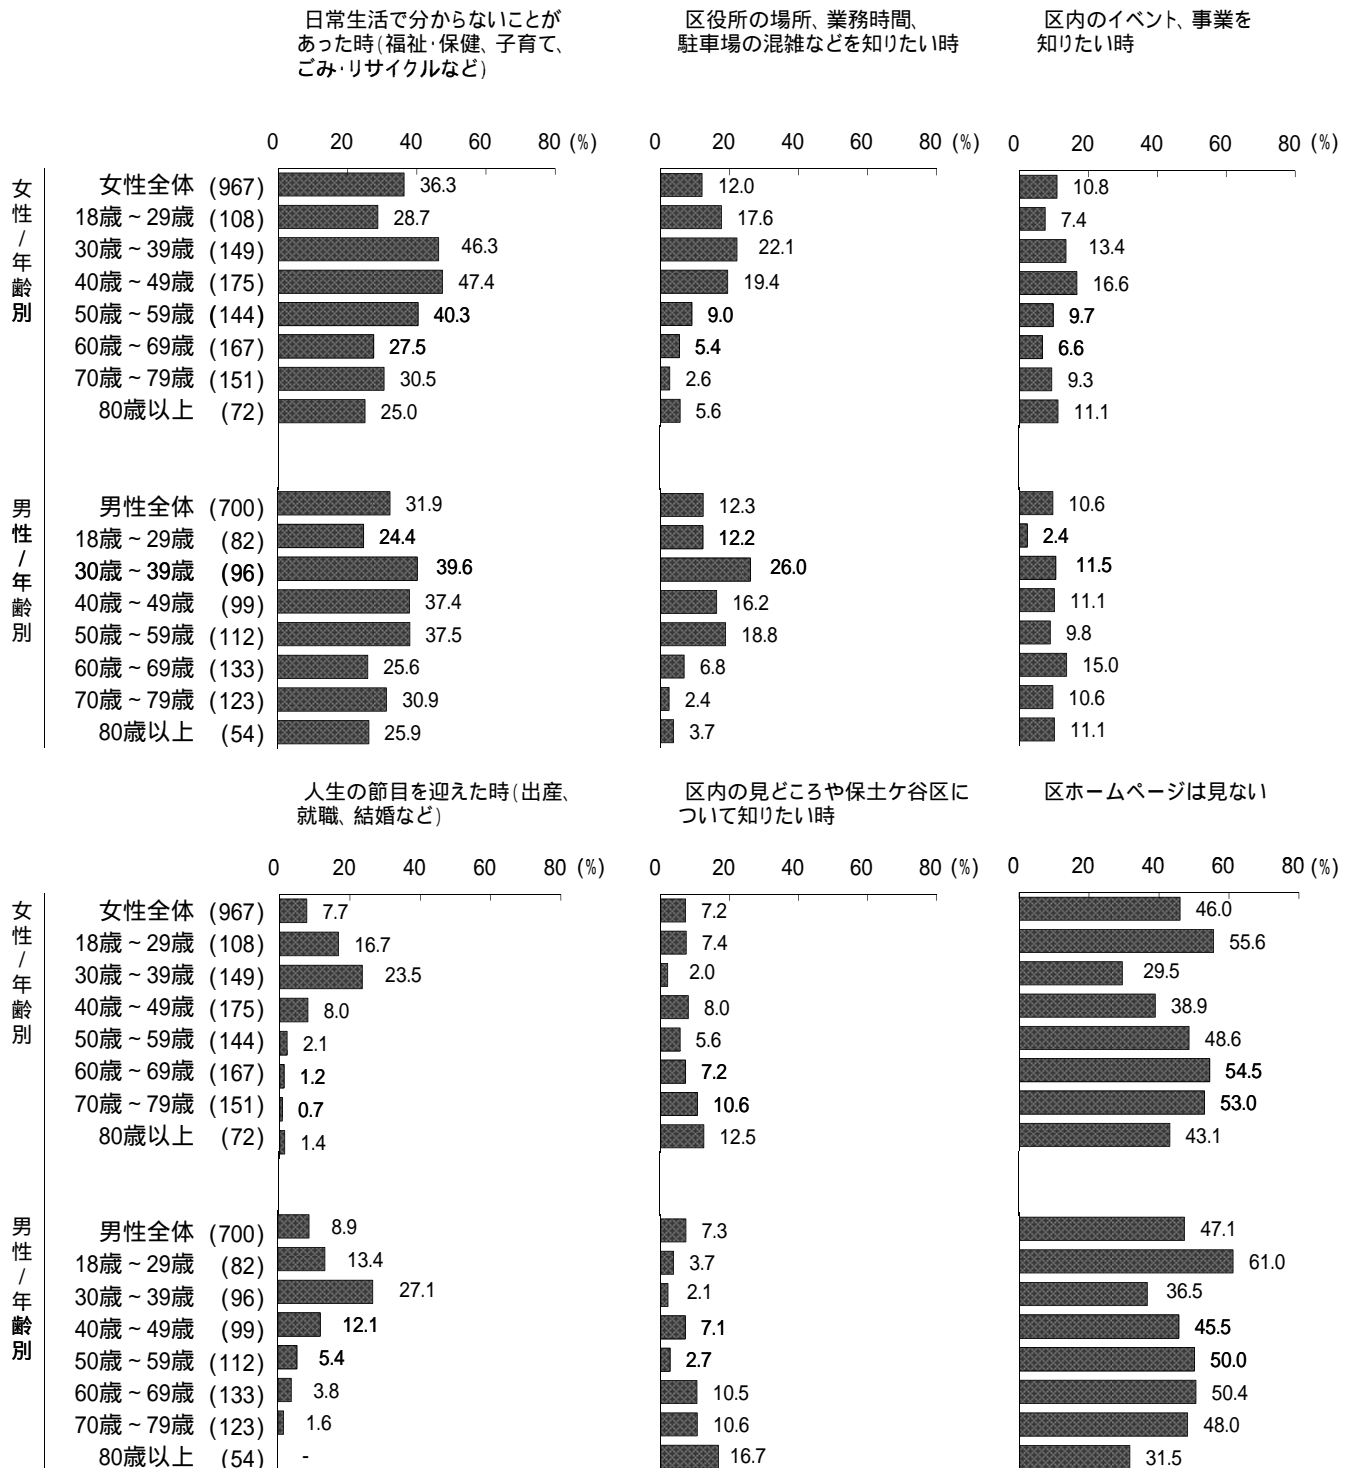 日常生活で分からないことが
あった時(福祉・保健、子育て、
ごみ・リサイクルなど)
区役所の場所、業務時間、
駐車場の混雑などを知りたい時
区内のイベント、事業を
知りたい時
0 20 40 60 80 (%)
0 20 40 60 80 (%)
0 20 40 60 80 (%)
女性/年齢別
女性全体 (967) 36.3 12.0 10.8
18歳~29歳 (108) 28.7 17.6 7.4
30歳~39歳 (149) 46.3 22.1 13.4
40歳~49歳 (175) 47.4 19.4 16.6
50歳~59歳 (144) 40.3 9.0 9.7
60歳~69歳 (167) 27.5 5.4 6.6
70歳~79歳 (151) 30.5 2.6 9.3
80歳以上 (72) 25.0 5.6 11.1
男性/年齢別
男性全体 (700) 31.9 12.3 10.6
18歳~29歳 (82) 24.4 12.2 2.4
30歳~39歳 (96) 39.6 26.0 11.5
40歳~49歳 (99) 37.4 16.2 11.1
50歳~59歳 (112) 37.5 18.8 9.8
60歳~69歳 (133) 25.6 6.8 15.0
70歳~79歳 (123) 30.9 2.4 10.6
80歳以上 (54) 25.9 3.7 11.1
人生の節目を迎えた時(出産、
就職、結婚など)
区内の見どころや保土ケ谷区に
ついて知りたい時
区ホームページは見ない
0 20 40 60 80 (%)
0 20 40 60 80 (%)
0 20 40 60 80 (%)
女性/年齢別
女性全体 (967) 7.7 7.2 46.0
18歳~29歳 (108) 16.7 7.4 55.6
30歳~39歳 (149) 23.5 2.0 29.5
40歳~49歳 (175) 8.0 8.0 38.9
50歳~59歳 (144) 2.1 5.6 48.6
60歳~69歳 (167) 1.2 7.2 54.5
70歳~79歳 (151) 0.7 10.6 53.0
80歳以上 (72) 1.4 12.5 43.1
男性/年齢別
男性全体 (700) 8.9 7.3 47.1
18歳~29歳 (82) 13.4 3.7 61.0
30歳~39歳 (96) 27.1 2.1 36.5
40歳~49歳 (99) 12.1 7.1 45.5
50歳~59歳 (112) 5.4 2.7 50.0
60歳~69歳 (133) 3.8 10.5 50.4
70歳~79歳 (123) 1.6 10.6 48.0
80歳以上 (54) - 16.7 31.5